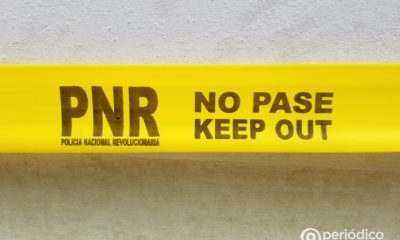 PNR
POLICIA NACIONAL REVOLUCIONARIA
NO PASE
KEEP OUT
periódico